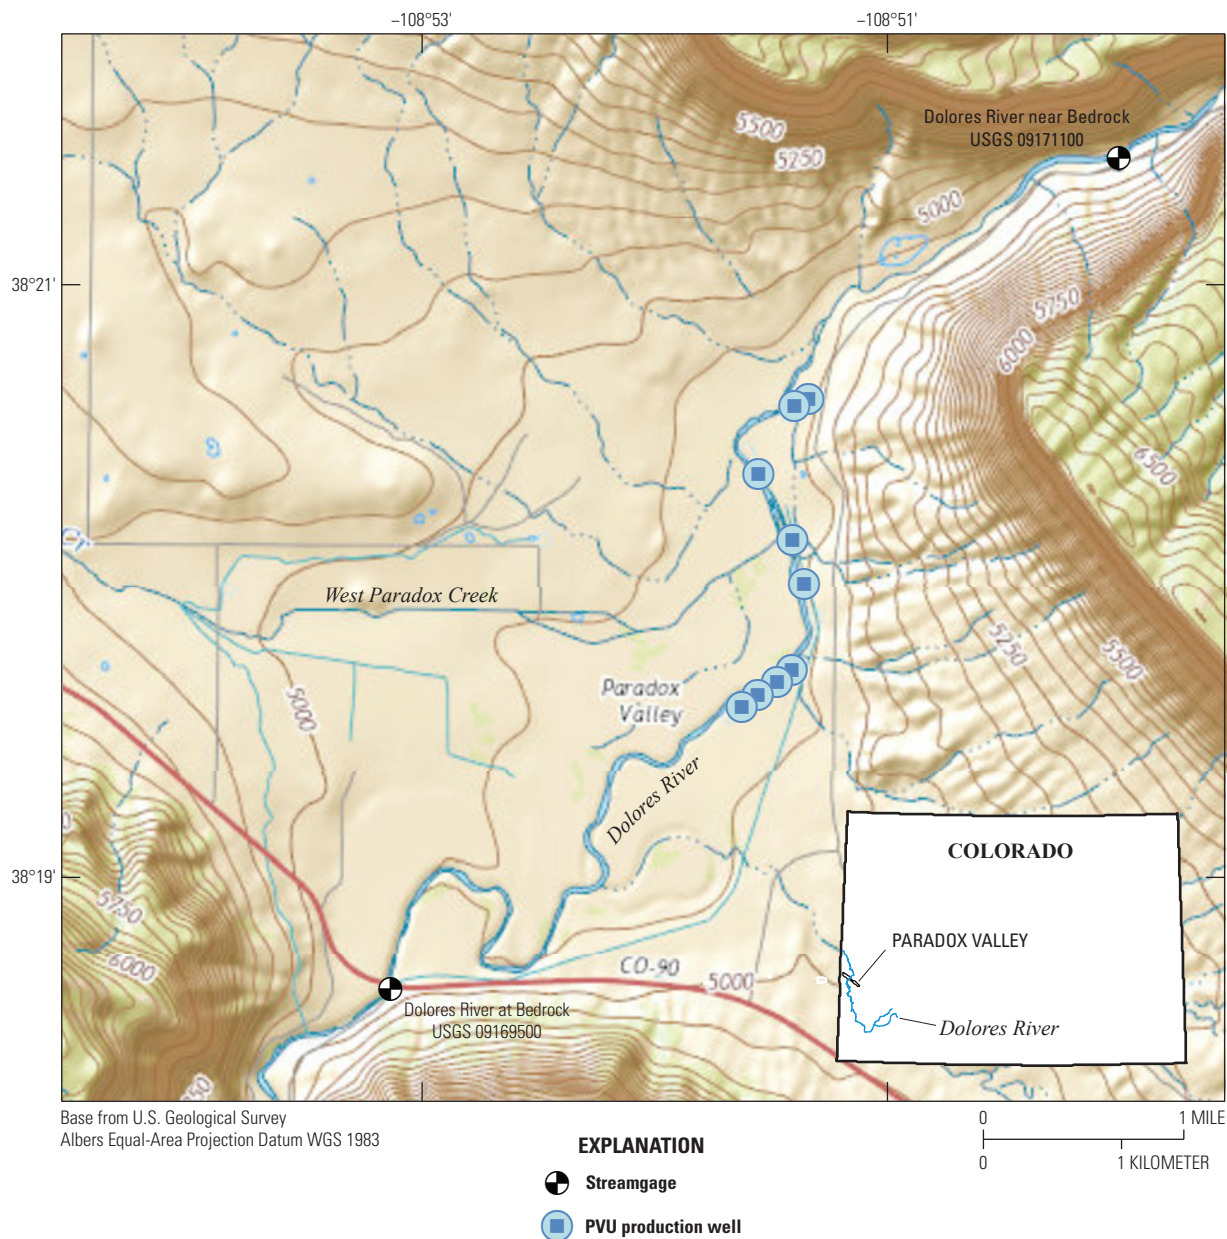 −108°53'
−108°51'
Dolores River near Bedrock
USGS 09171100
5500
5250
5000
38°21'
5750
6000
6500
West Paradox Creek
Paradox
Valley
5250
5500
5000
Dolores River
COLORADO
38°19'
5750
6000
PARADOX VALLEY
CO-90
5000
Dolores River at Bedrock
USGS 09169500
Dolores River
Base from U.S. Geological Survey
Albers Equal-Area Projection Datum WGS 1983
0
1 MILE
0
1 KILOMETER
EXPLANATION
Streamgage
PVU production well